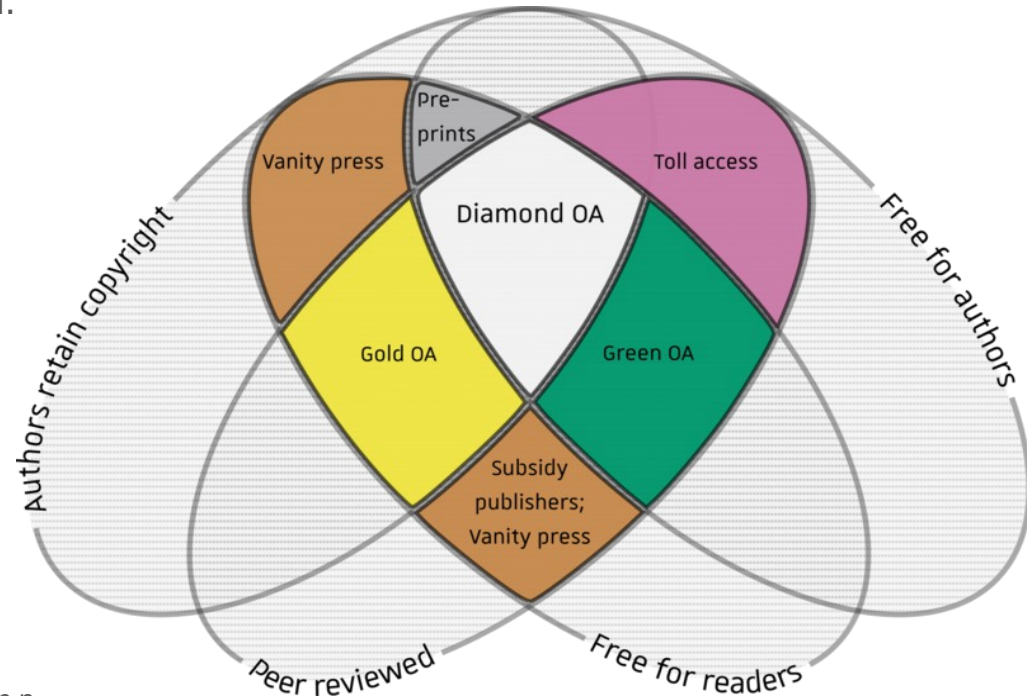 Pre-
prints
Vanity press
Toll access
Diamond OA
Authors retain copyright
Free for authors
Gold OA
Green OA
Subsidy
publishers;
Vanity press
Peer reviewed
Free for readers